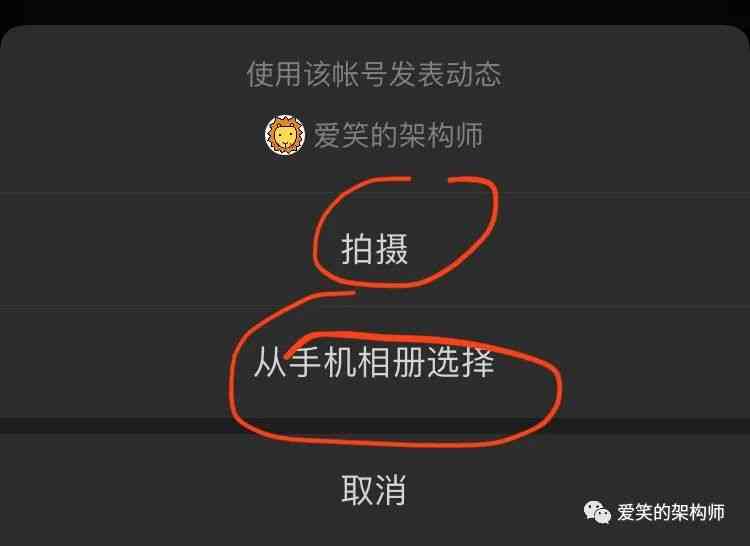 使用该帐号发表动态
爱笑的架构师
拍摄
从手机相册选择
取消
爱笑的架构师